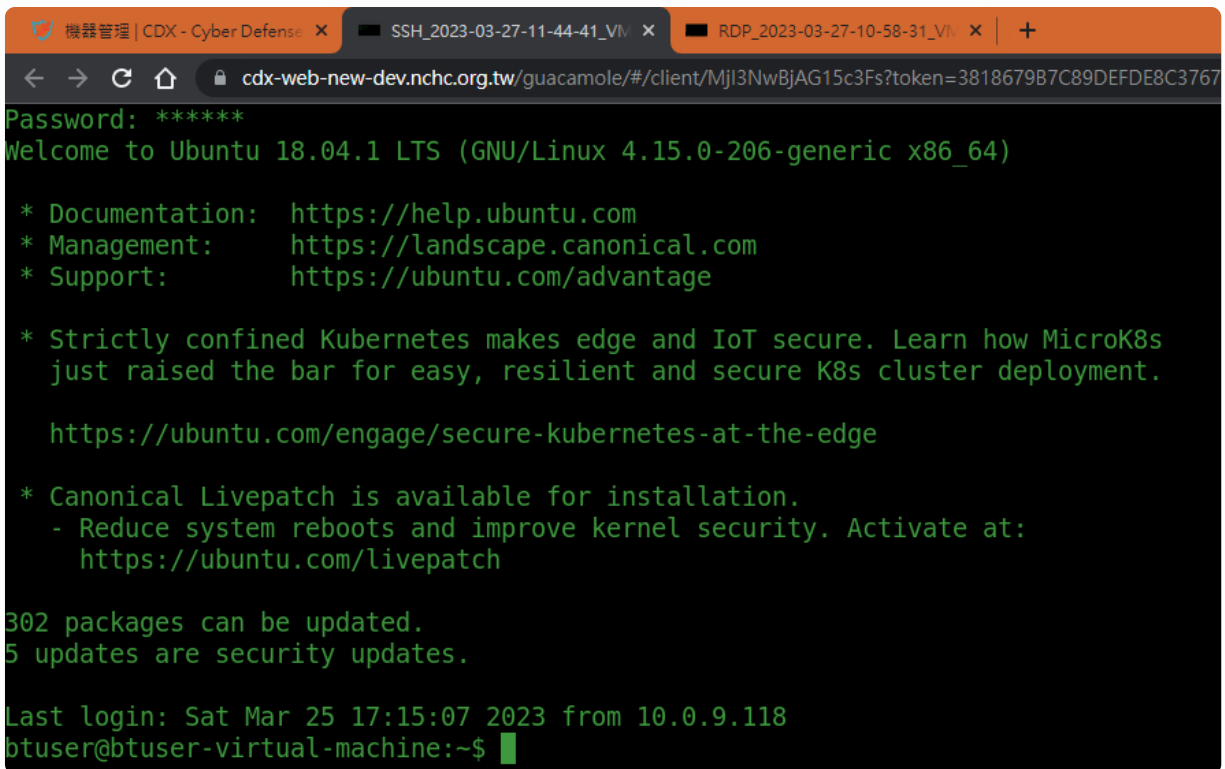 機器管理 | CDX - Cyber Defense
SSH_2023-03-27-11-44-41_VM
RDP_2023-03-27-10-58-31_VM
cdx-web-new-dev.nchc.org.tw/guacamole/#/client/MjI3NwBjAG15c3Fs?token=3818679B7C89DEFDE8C3767
Password: ******
Welcome to Ubuntu 18.04.1 LTS (GNU/Linux 4.15.0-206-generic x86_64)
* Documentation:  https://help.ubuntu.com
* Management:     https://landscape.canonical.com
* Support:        https://ubuntu.com/advantage
* Strictly confined Kubernetes makes edge and IoT secure. Learn how MicroK8s
just raised the bar for easy, resilient and secure K8s cluster deployment.
https://ubuntu.com/engage/secure-kubernetes-at-the-edge
* Canonical Livepatch is available for installation.
- Reduce system reboots and improve kernel security. Activate at:
https://ubuntu.com/livepatch
302 packages can be updated.
5 updates are security updates.
Last login: Sat Mar 25 17:15:07 2023 from 10.0.9.118
btuser@btuser-virtual-machine:~$